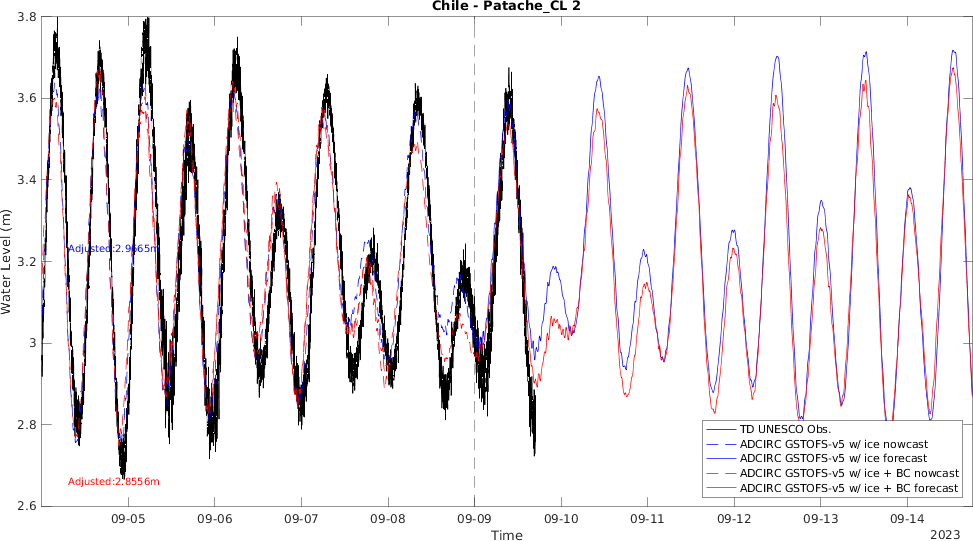 Chile - Patache_CL 2
3.8
3.6
3.4
3.2
3
2.8
2.6
Water Level (m)
Adjusted:2.9665m
Adjusted:2.8556m
TD UNESCO Obs.
ADCIRC GSTOFS-v5 w/ ice nowcast
ADCIRC GSTOFS-v5 w/ ice forecast
ADCIRC GSTOFS-v5 w/ ice + BC nowcast
ADCIRC GSTOFS-v5 w/ ice + BC forecast
09-05 09-06 09-07 09-08 09-09 09-10 09-11 09-12 09-13 09-14
Time
2023